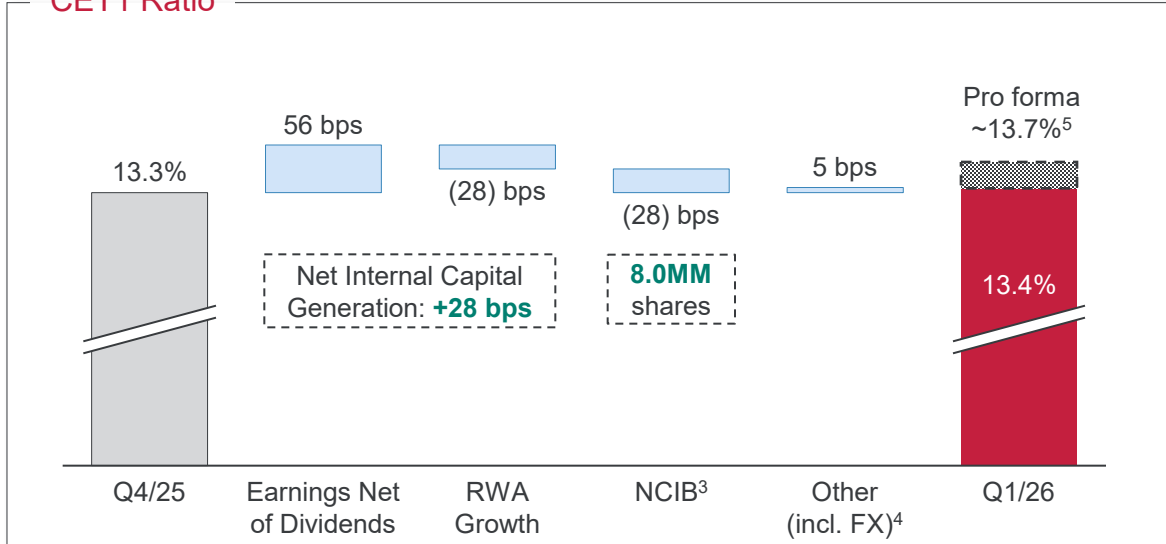 CET1 Ratio
Pro forma
~13.7%⁵
56 bps
13.3%
(28) bps
(28) bps
5 bps
Net Internal Capital
Generation: +28 bps
8.0MM
shares
13.4%
Q4/25
Earnings Net
of Dividends
RWA
Growth
NCIB³
Other
(incl. FX)⁴
Q1/26